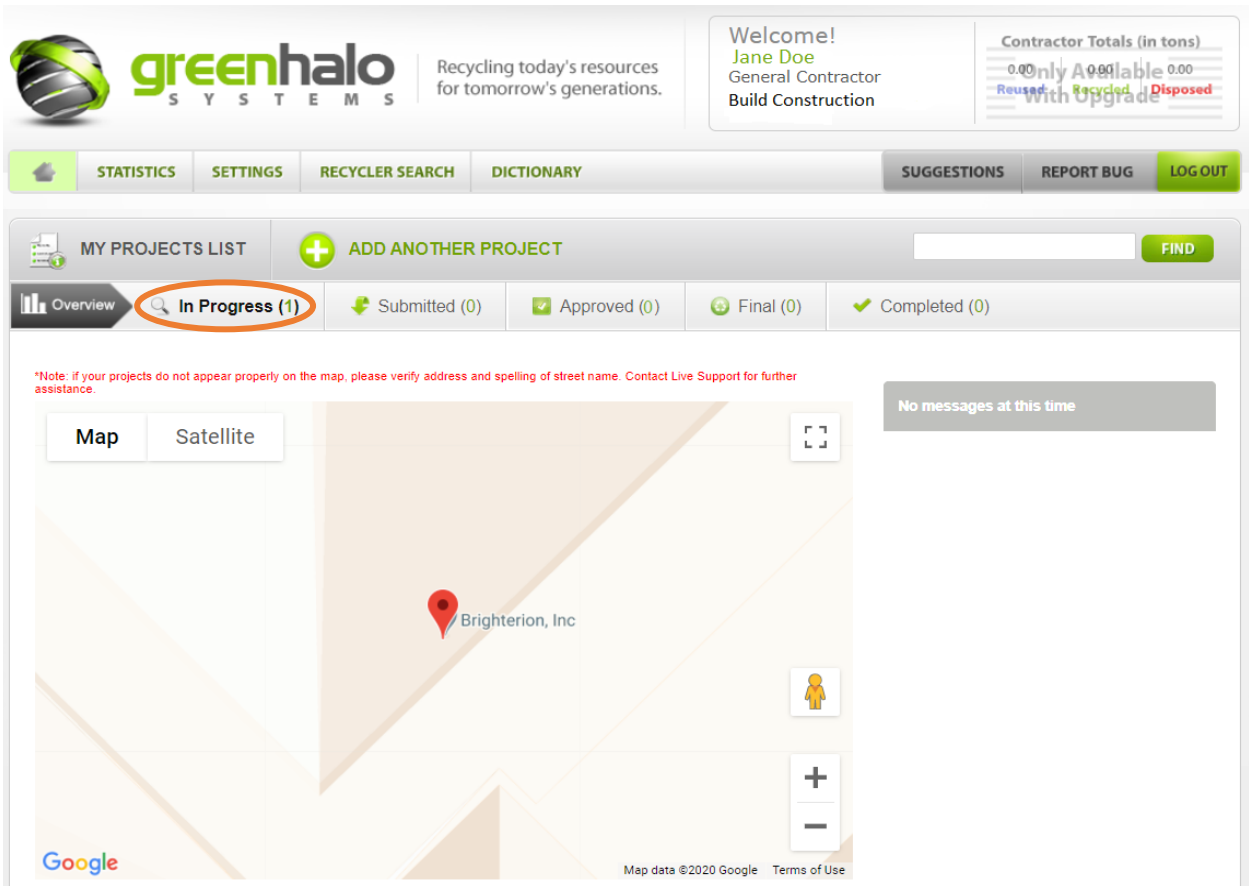 greenhalo
SYSTEMS
Recycling today's resources
for tomorrow's generations.
Welcome!
Jane Doe
General Contractor
Build Construction
Contractor Totals (in tons)
0.00 0.00 0.00
Only Available
Reused Recycled Disposed
With Upgrade
STATISTICS SETTINGS RECYCLER SEARCH DICTIONARY SUGGESTIONS REPORT BUG LOG OUT
MY PROJECTS LIST ADD ANOTHER PROJECT FIND
Overview In Progress (1) Submitted (0) Approved (0) Final (0) Completed (0)
*Note: if your projects do not appear properly on the map, please verify address and spelling of street name. Contact Live Support for further
assistance.
No messages at this time
Map Satellite
Brighterion, Inc
Google
Map data ©2020 Google Terms of Use